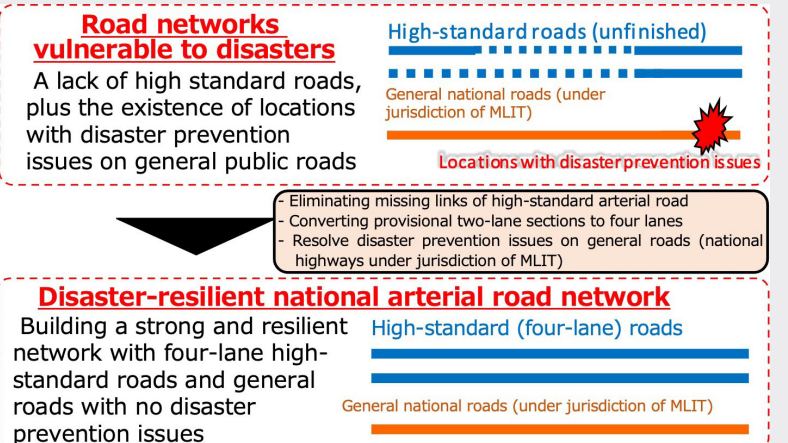 Road networks
vulnerable to disasters
A lack of high standard roads,
plus the existence of locations
with disaster prevention
issues on general public roads
High-standard roads (unfinished)
General national roads (under
jurisdiction of MLIT)
Locations with disaster prevention issues
- Eliminating missing links of high-standard arterial road
- Converting provisional two-lane sections to four lanes
- Resolve disaster prevention issues on general roads (national
highways under jurisdiction of MLIT)
Disaster-resilient national arterial road network
Building a strong and resilient
network with four-lane high-
standard roads and general
roads with no disaster
prevention issues
High-standard (four-lane) roads
General national roads (under jurisdiction of MLIT)